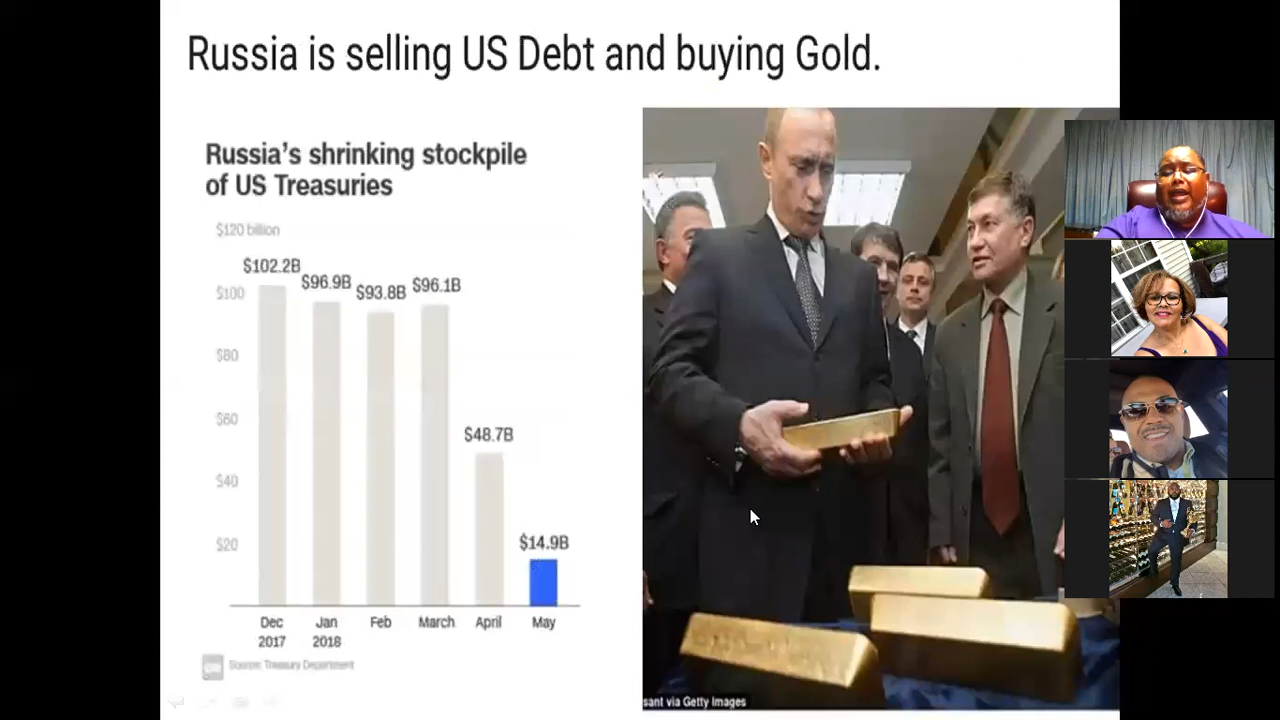 Russia is selling US Debt and buying Gold.
Russia's shrinking stockpile
of US Treasuries
$120 billion
$100
$80
$60
$40
$20
$102.2B
$96.9B
$93.8B
$96.1B
$48.7B
$14.9B
Dec
2017
Jan
2018
Feb
March
April
May
Source: Treasury Department
sant via Getty Images